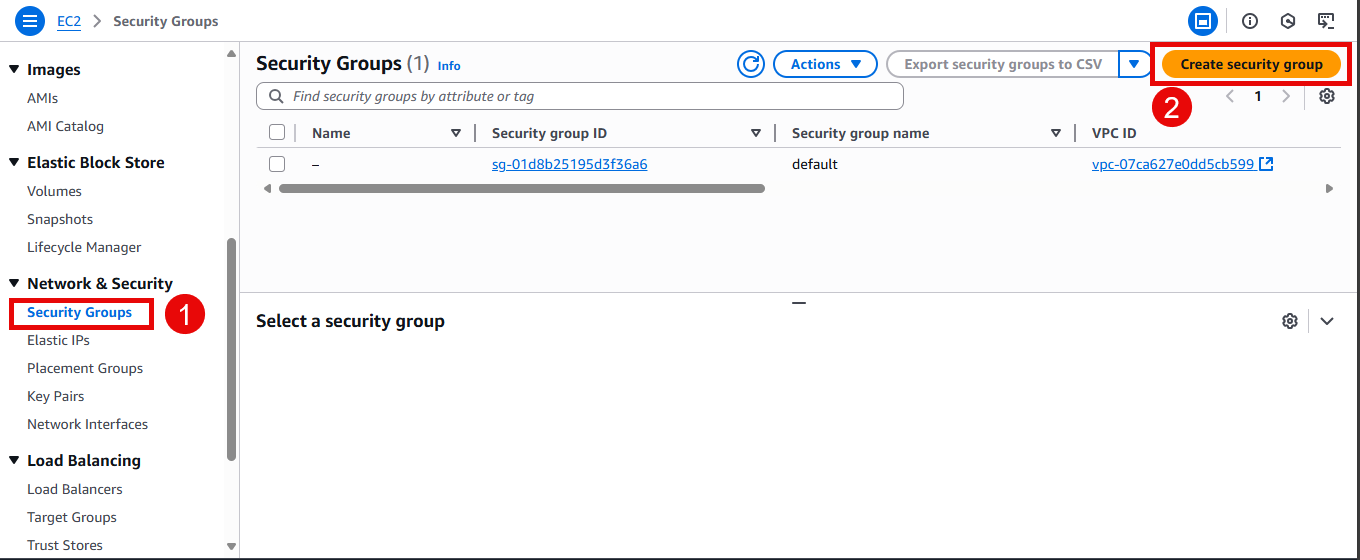 EC2 > Security Groups
Images
AMIs
AMI Catalog
Elastic Block Store
Volumes
Snapshots
Lifecycle Manager
Network & Security
Security Groups 1
Elastic IPs
Placement Groups
Key Pairs
Network Interfaces
Load Balancing
Load Balancers
Target Groups
Trust Stores
Security Groups (1) Info
Actions
Export security groups to CSV
Create security group
2
Find security groups by attribute or tag
1
Name Security group ID Security group name VPC ID
– sg-01d8b25195d3f36a6 default vpc-07ca627e0dd5cb599
Select a security group